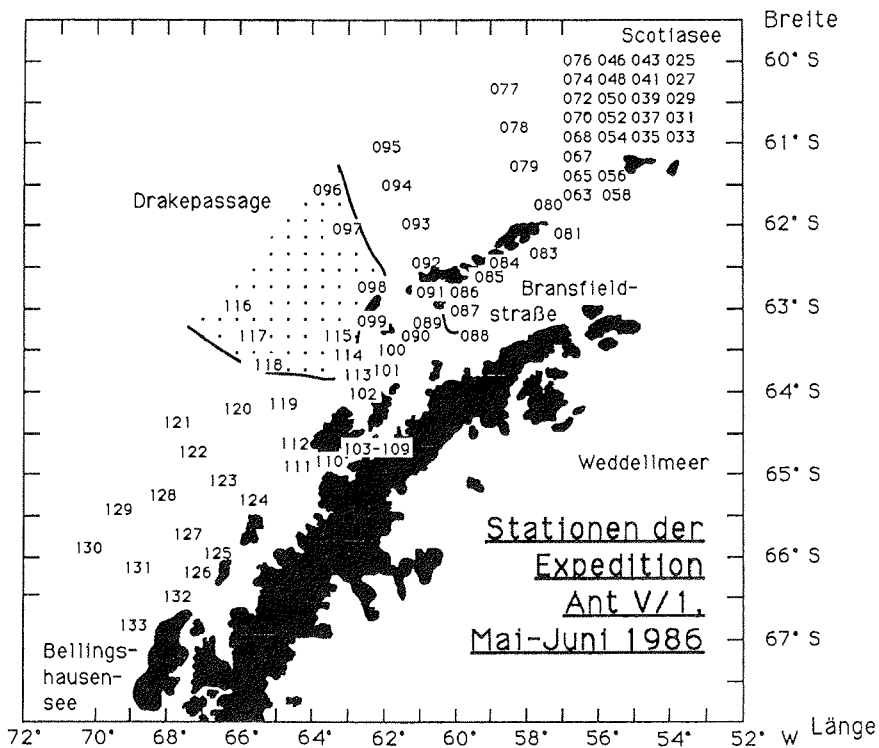 Breite
Scotiasee
076 046 043 025 60° S
074 048 041 027
077
072 050 039 029
078 070 052 037 031
068 054 035 033 61° S
095
067
079
065 056
094
096
063 058
Drakepassage
080
093
097
081
62° S
083
092
084
085
098
091 086
Bransfield-
116
087
straße
63° S
099
089
117
115
090
088
100
114
118
101
113
102
64° S
120 119
121
112
103-109
122
111 110
Weddellmeer
123
65° S
128
124
129
Stationen der
127
130
125
Expedition
66° S
131
126
Ant V/1,
132
133
Mai-Juni 1986
67° S
Bellings-
hausen-
see
72° 70° 68° 66° 64° 62° 60° 58° 56° 54° 52° W Länge